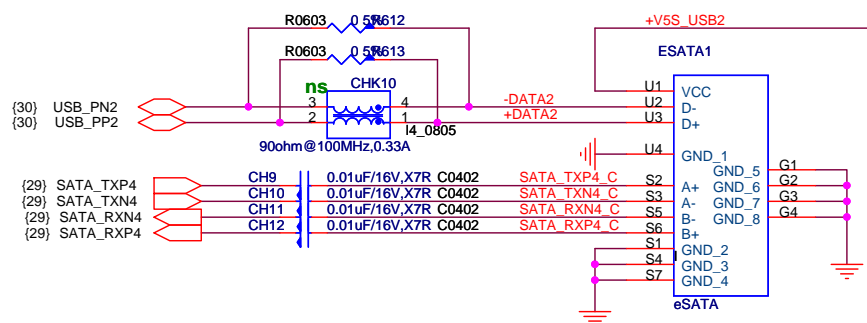 R0603 0 5% R612
+V5S_USB2
R0603 0 5% R613
ESATA1
ns CHK10
U1 VCC
{30} USB_PN2 3 4 -DATA2 U2 D-
{30} USB_PP2 2 1 +DATA2 U3 D+
l4_0805
90ohm@100MHz,0.33A
U4 GND_1
GND_5 G1
{29} SATA_TXP4 CH9 0.01uF/16V,X7R C0402 SATA_TXP4_C S2 A+ GND_6 G2
{29} SATA_TXN4 CH10 0.01uF/16V,X7R C0402 SATA_TXN4_C S3 A- GND_7 G3
{29} SATA_RXN4 CH11 0.01uF/16V,X7R C0402 SATA_RXN4_C S5 B- GND_8 G4
{29} SATA_RXP4 CH12 0.01uF/16V,X7R C0402 SATA_RXP4_C S6 B+
S1 GND_2
S4 GND_3
S7 GND_4
eSATA